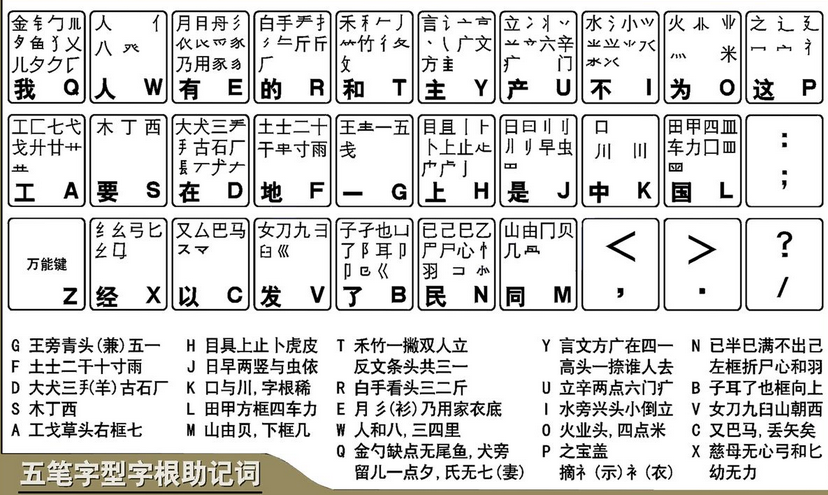 金钅勹儿
夕鱼犭乂
儿夕匚
我 Q
人 亻
八 癶
人 W
月日舟彡
乃用豕
有 E
白手龵扌
斤斤
厂
的 R
禾
竹彳夂
攵
和 T
言讠亠
丶广文
方
主 Y
立冫丬丷
六辛
疒 门
产 U
水氵小
不 I
火
灬 米
为 O
之辶廴
冖宀礻
这 P
工匚七弋
戈廾廿艹
工 A
木丁西
要 S
大犬三
古石厂
在 D
土士二十
干寸雨
地 F
王一五
戋
一 G
目且丨卜
卜上止
上 H
日曰刂
刂早虫
是 J
口
川
中 K
田甲四皿
车力囗
国 L
:
;
万能键
Z
纟幺弓匕
经 X
又厶巴马
以 C
女刀九彐
臼巛
发 V
子孑也凵
了阝耳卩
㔾巛
了 B
已己巳乙
尸心忄
羽 コ
民 N
山由冂贝
几
同 M
< ,
> .
? /
G 王旁青头(兼)五一
F 土士二干十寸雨
D 大犬三(羊)古石厂
S 木丁西
A 工戈草头右框七
H 目具上止卜虎皮
J 日早两竖与虫依
K 口与川,字根稀
L 田甲方框四车力
M 山由贝,下框几
T 禾竹一撇双人立
反文条头共三一
R 白手看头三二斤
E 月彡(衫)乃用家衣底
W 人和八,三四里
Q 金勺缺点无尾鱼,犬旁
留儿一点夕,氏无七(妻)
Y 言文方广在四一
高头一捺谁人去
U 立辛两点六门疒
I 水旁兴头小倒立
O 火业头,四点米
P 之宝盖
摘礻(示)衤(衣)
N 已半巳满不出己
左框折尸心和羽
B 子耳了也框向上
V 女刀九臼山朝西
C 又巴马,丢矢矣
X 慈母无心弓和匕
幼无力
五笔字型字根助记词